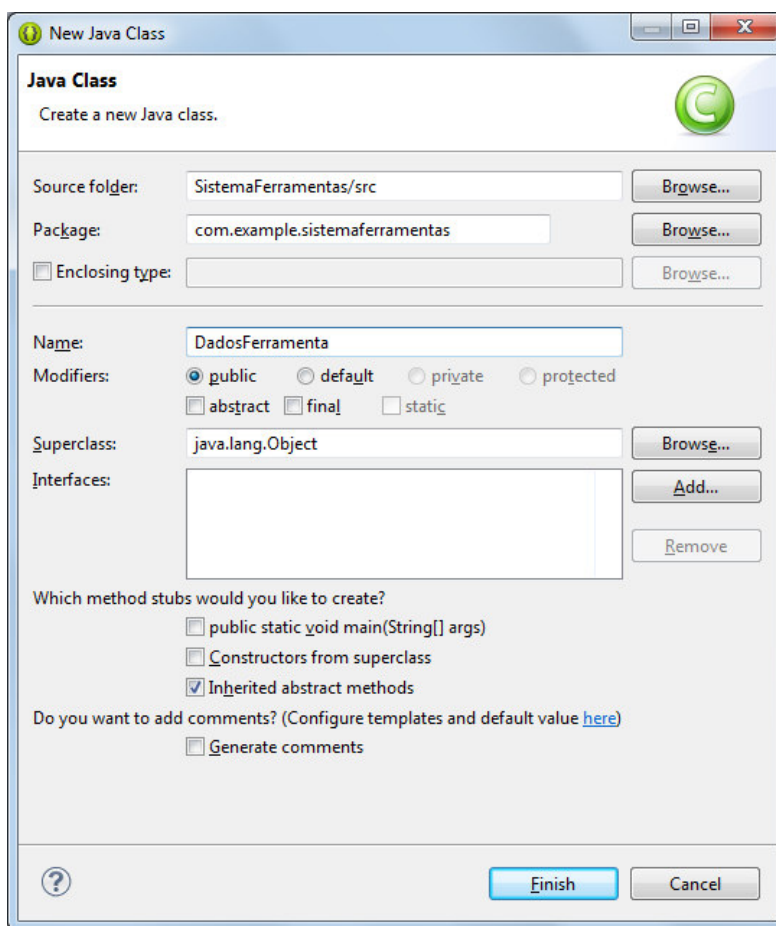 New Java Class
Java Class
Create a new Java class.
Source folder: SistemaFerramentas/src Browse...
Package: com.example.sistemaferramentas Browse...
Enclosing type: Browse...
Name: DadosFerramenta
Modifiers: public default private protected
abstract final static
Superclass: java.lang.Object Browse...
Interfaces: Add...
Remove
Which method stubs would you like to create?
public static void main(String[] args)
Constructors from superclass
Inherited abstract methods
Do you want to add comments? (Configure templates and default value here)
Generate comments
Finish Cancel